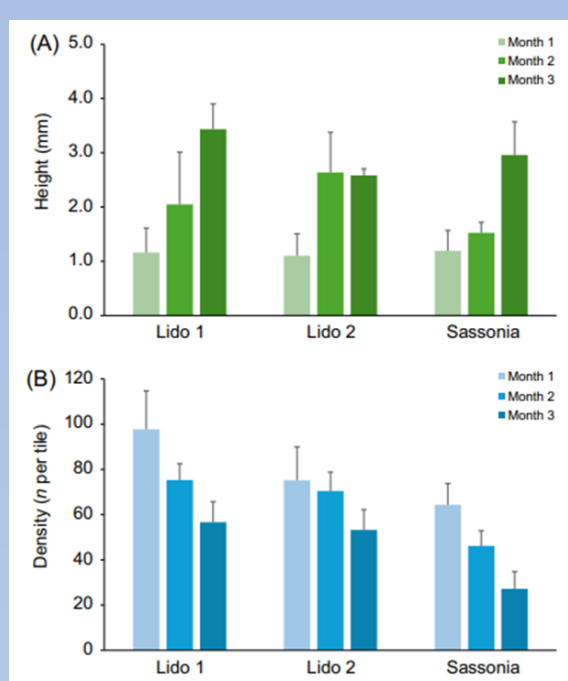 (A)
5.0
4.0
3.0
2.0
1.0
0.0
Height (mm)
Month 1
Month 2
Month 3
Lido 1 Lido 2 Sassonia
(B)
120
100
80
60
40
20
0
Density (n per tile)
Month 1
Month 2
Month 3
Lido 1 Lido 2 Sassonia